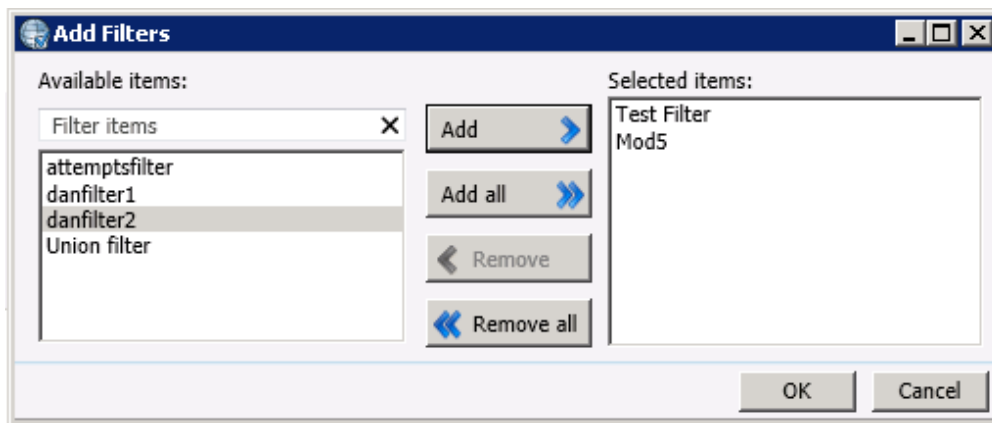 Add Filters
Available items:
Filter items
attemptsfilter
danfilter1
danfilter2
Union filter
Add
Add all
Remove
Remove all
Selected items:
Test Filter
Mod5
OK
Cancel